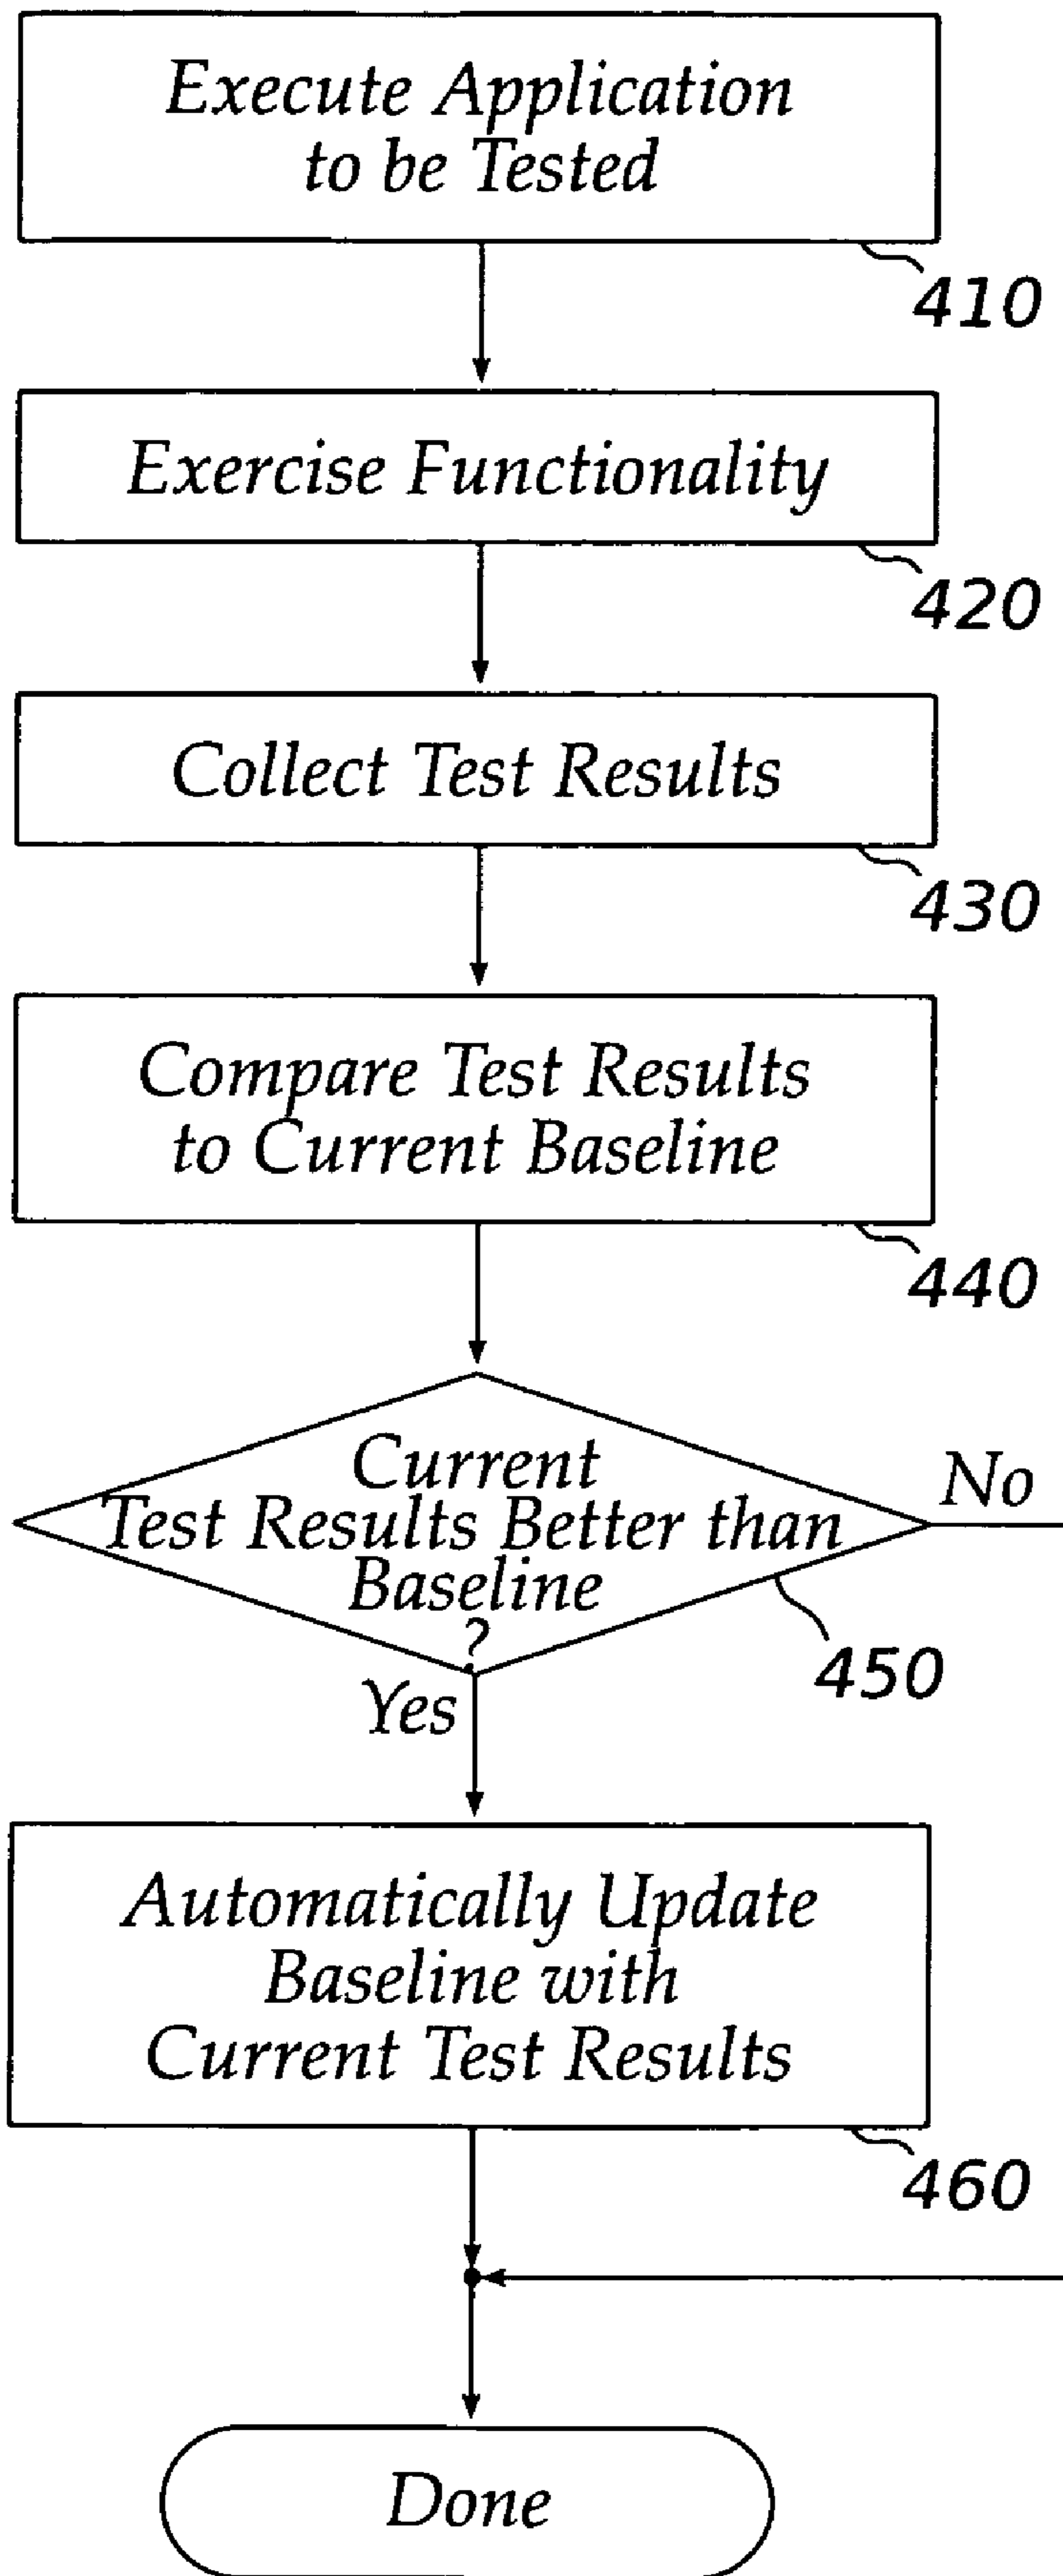 Execute Application
to be Tested
410
Exercise Functionality
420
Collect Test Results
430
Compare Test Results
to Current Baseline
440
Current
Test Results Better than
Baseline
?
No
450
Yes
Automatically Update
Baseline with
Current Test Results
460
Done